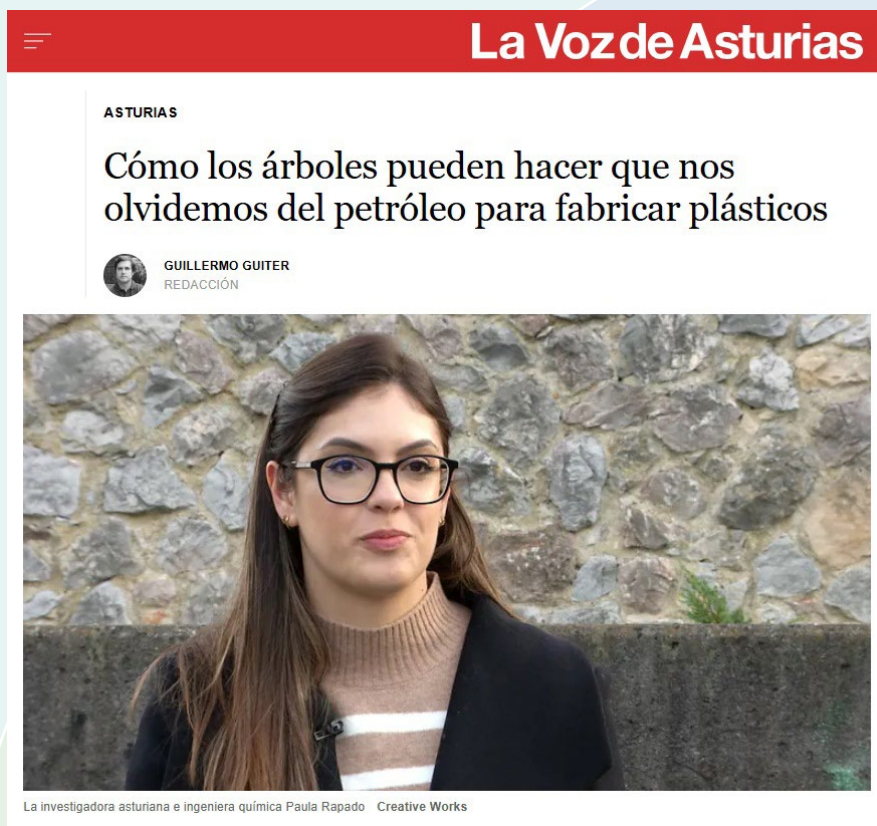 La Voz de Asturias
ASTURIAS
Cómo los árboles pueden hacer que nos
olvidemos del petróleo para fabricar plásticos
GUILLERMO GUITER
REDACCIÓN
La investigadora asturiana e ingeniera química Paula Rapado Creative Works